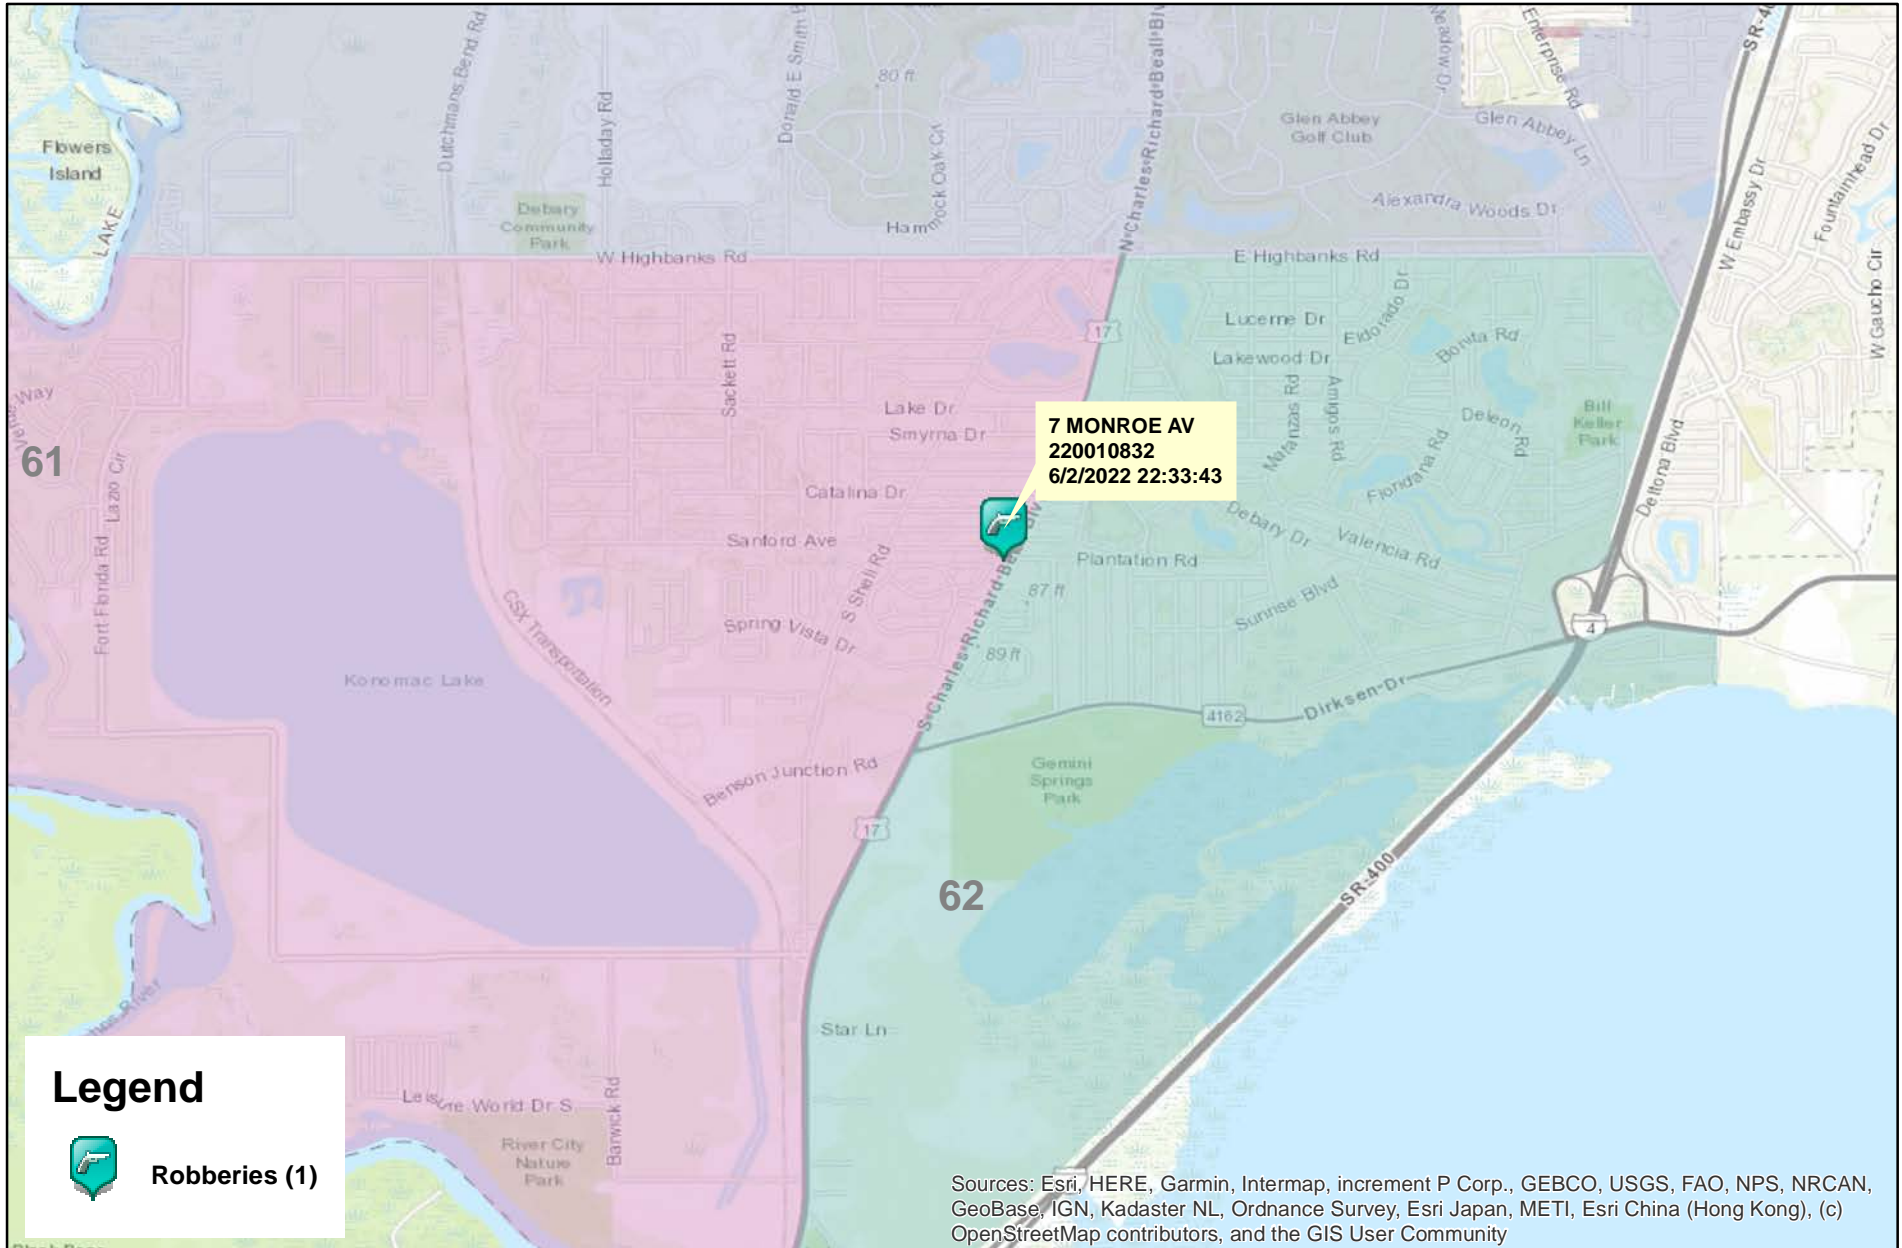 Dutchmans Bend Rd
Holladay Rd
Donald E Smith B
80 ft
Hammock Oak Cr
N Charles Richard Beall Blv
Meadow Dr
Enterprise Rd
SR-40
Glen Abbey
Golf Club
Glen Abbey Ln
Alexandra Woods Dr
W Embassy Dr
Fountainhead Dr
W Gaucho Cir
Flowers
Island
LAKE
Debary
Community
Park
W Highbanks Rd
E Highbanks Rd
17
Lucerne Dr
Eldorado Dr
Lakewood Dr
Bonita Rd
Sackett Rd
Lake Dr
Smyrna Dr
7 MONROE AV
220010832
6/2/2022 22:33:43
Amigos Rd
Deleon Rd
Bill
Keller
Park
Floridana Rd
Deltona Blvd
Way
61
Lazio Cir
Fort Florida Rd
Catalina Dr
Sanford Ave
S Shell Rd
Debary Dr
Valencia Rd
Plantation Rd
87 ft
Sunrise Blvd
CSX Transportation
Spring Vista Dr
89 ft
S Charles Richard Beall Blv
4
Konomac Lake
4162
Dirksen Dr
Benson Junction Rd
Gemini
Springs
Park
17
62
SR-400
River
Star Ln
Leisure World Dr S
Barwick Rd
River City
Nature
Park
Legend
Robberies (1)
Sources: Esri, HERE, Garmin, Intermap, increment P Corp., GEBCO, USGS, FAO, NPS, NRCAN,
GeoBase, IGN, Kadaster NL, Ordnance Survey, Esri Japan, METI, Esri China (Hong Kong), (c)
OpenStreetMap contributors, and the GIS User Community